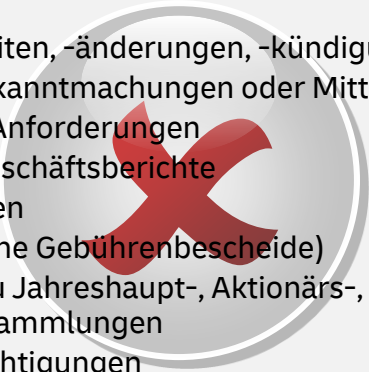 iten, -änderungen, -kündigu
kanntmachungen oder Mitt
Anforderungen
schäftsberichte
en
ne Gebührenbescheide)
u Jahreshaupt-, Aktionärs-,
ammlungen
htigungen